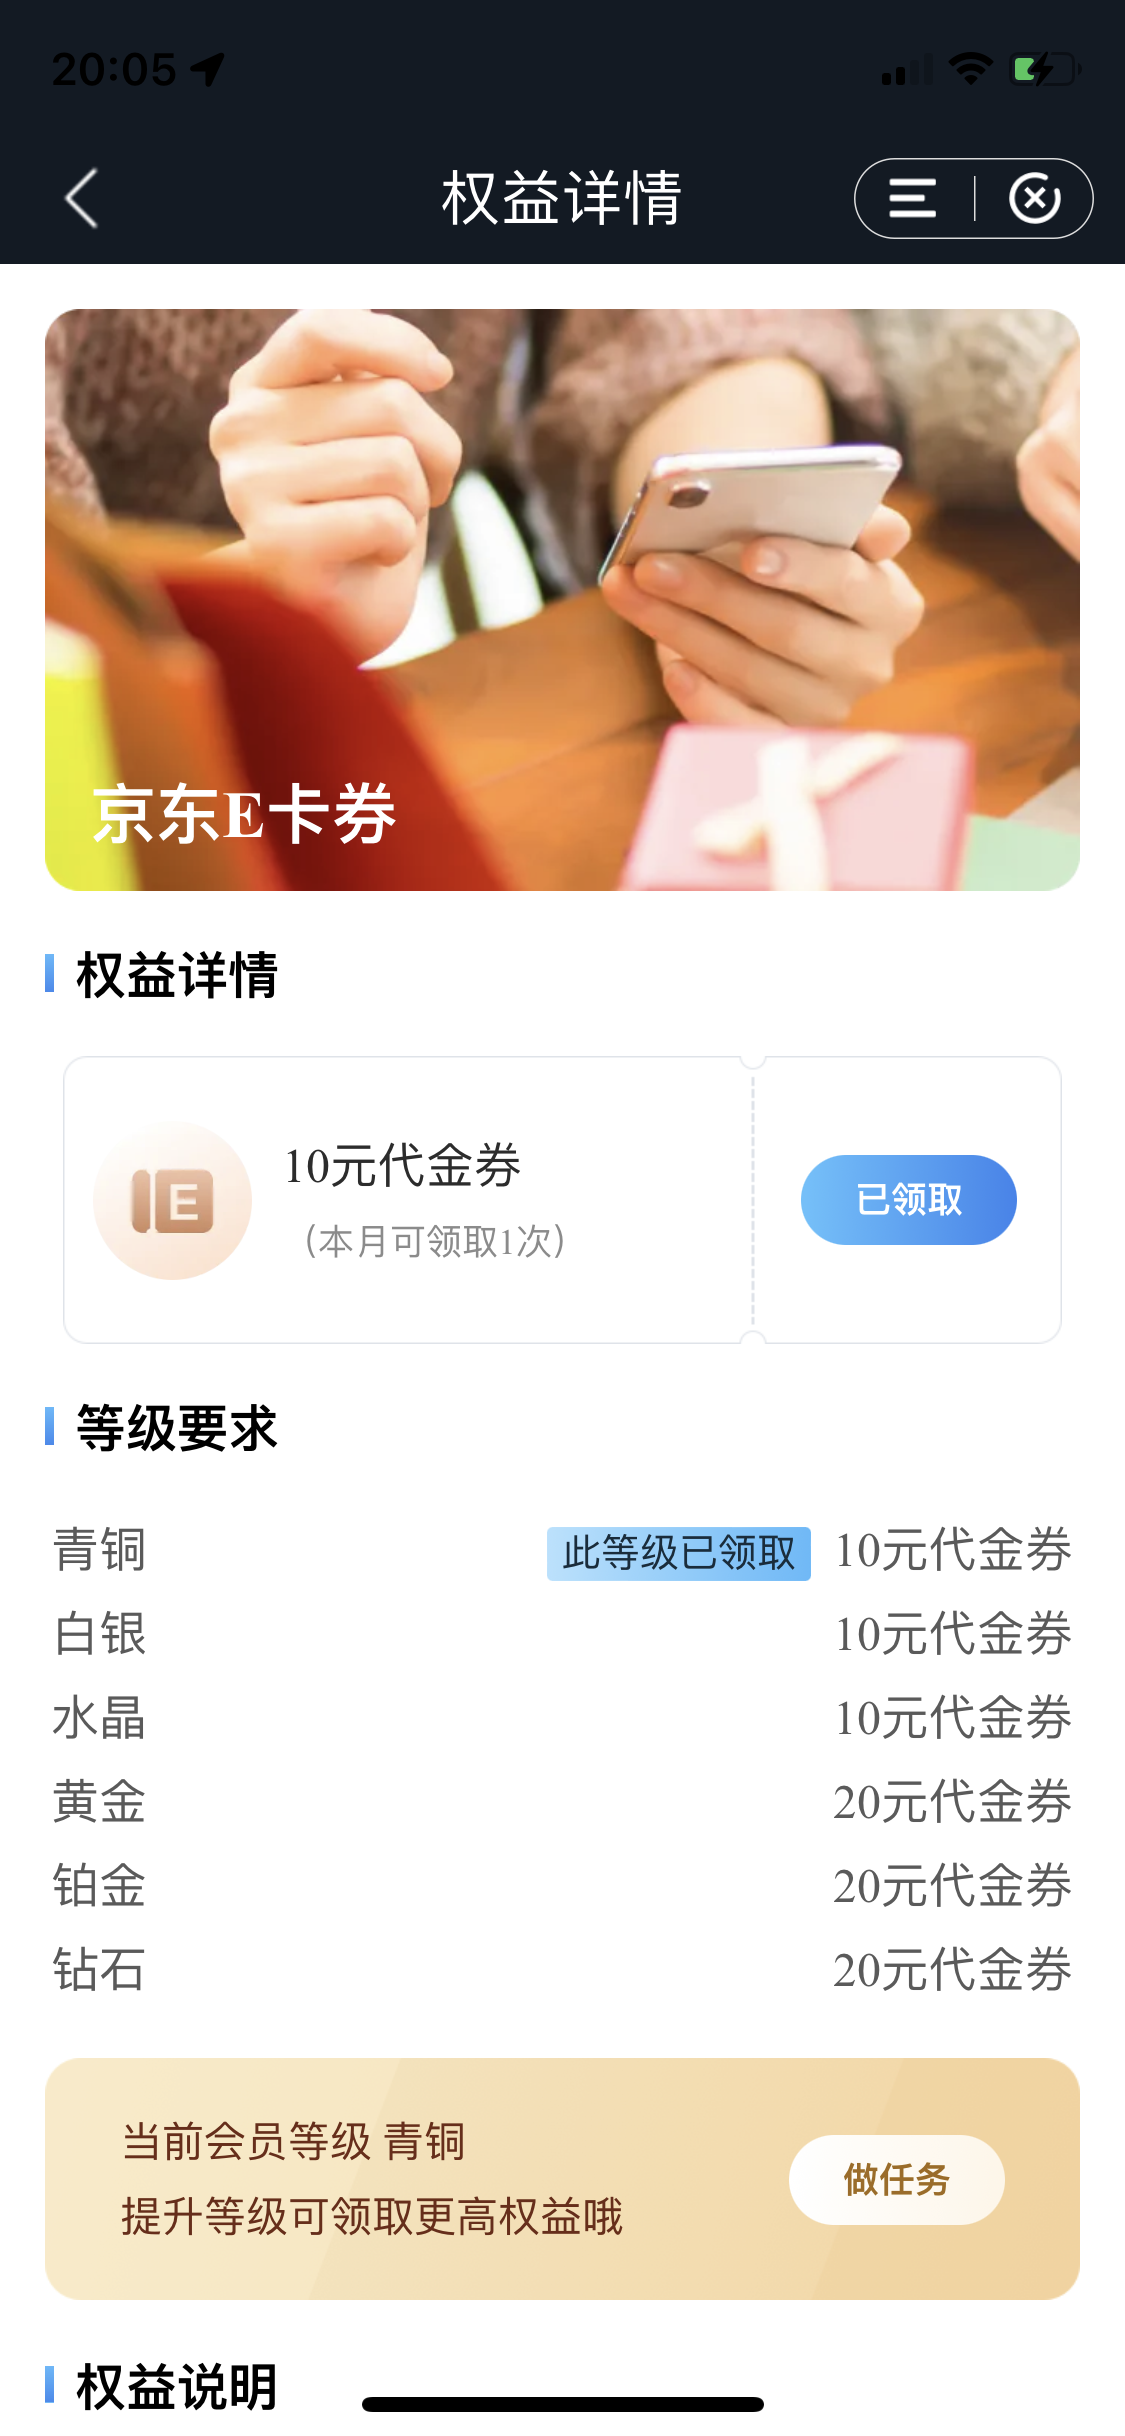 20:05
权益详情
京东E卡券
权益详情
E
10元代金券
(本月可领取1次)
已领取
等级要求
青铜 此等级已领取 10元代金券
白银 10元代金券
水晶 10元代金券
黄金 20元代金券
铂金 20元代金券
钻石 20元代金券
当前会员等级 青铜
提升等级可领取更高权益哦
做任务
权益说明